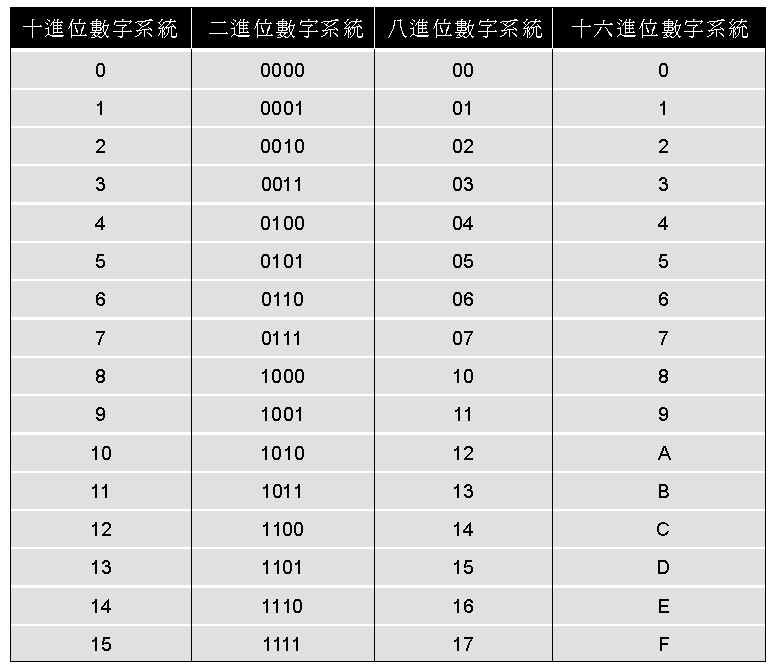 十進位數字系統 二進位數字系統 八進位數字系統 十六進位數字系統
0 0000 00 0
1 0001 01 1
2 0010 02 2
3 0011 03 3
4 0100 04 4
5 0101 05 5
6 0110 06 6
7 0111 07 7
8 1000 10 8
9 1001 11 9
10 1010 12 A
11 1011 13 B
12 1100 14 C
13 1101 15 D
14 1110 16 E
15 1111 17 F